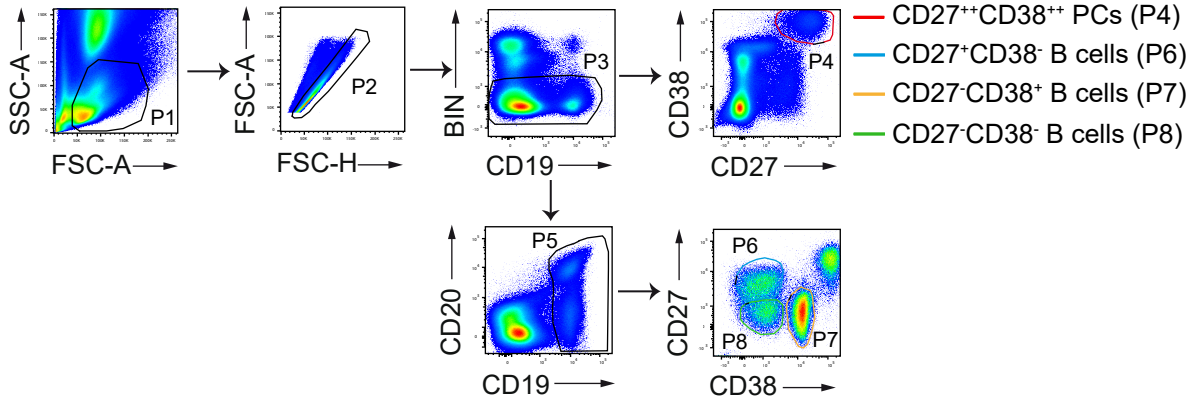 SSC-A
P1
FSC-A
FSC-A
P2
FSC-H
BIN
P3
CD19
CD38
P4
CD27
CD27++CD38++ PCs (P4)
CD27+CD38- B cells (P6)
CD27-CD38+ B cells (P7)
CD27-CD38- B cells (P8)
CD20
P5
CD19
CD27
P6
P8
P7
CD38